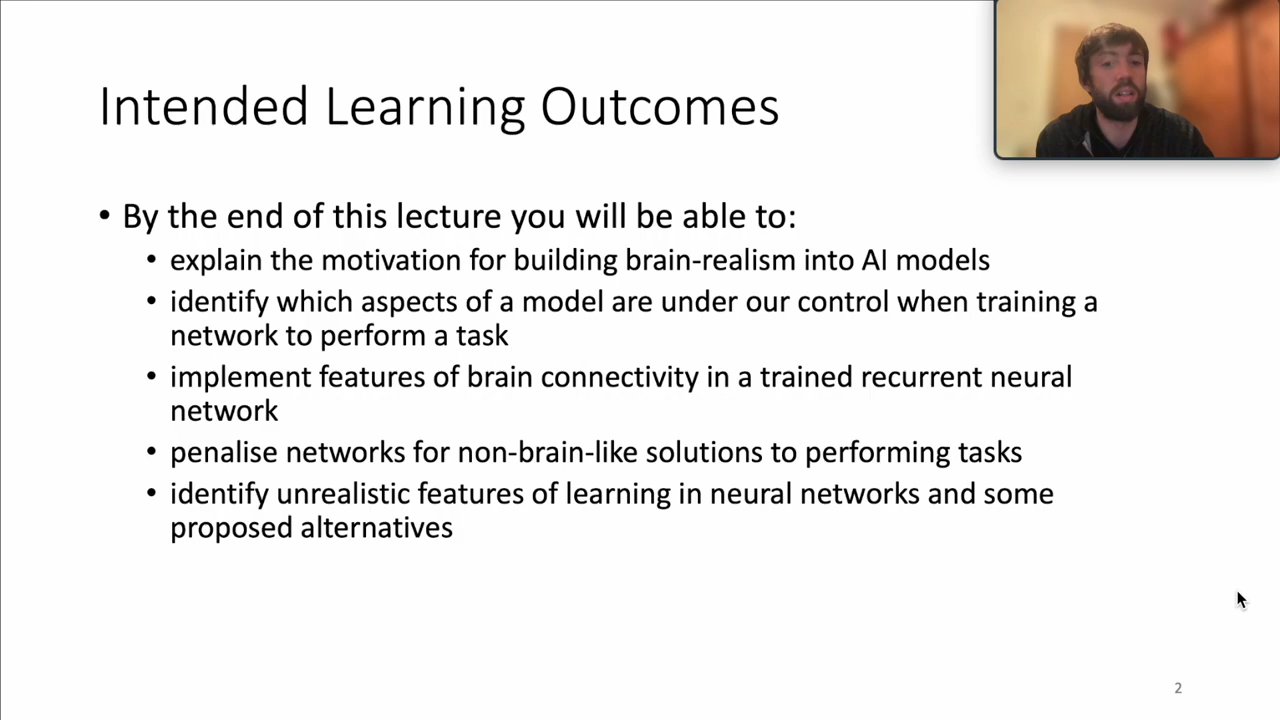 Intended Learning Outcomes
• By the end of this lecture you will be able to:
• explain the motivation for building brain-realism into AI models
• identify which aspects of a model are under our control when training a
network to perform a task
• implement features of brain connectivity in a trained recurrent neural
network
• penalise networks for non-brain-like solutions to performing tasks
• identify unrealistic features of learning in neural networks and some
proposed alternatives
2